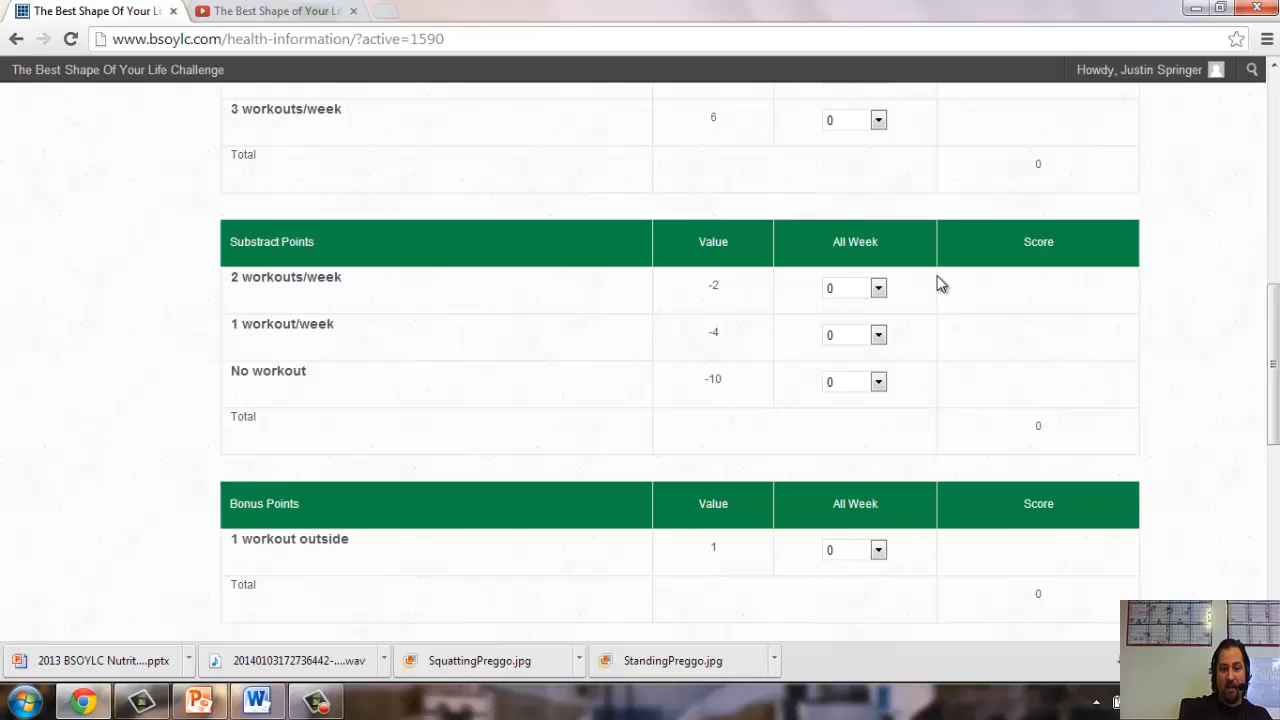 The Best Shape Of Your Li
The Best Shape of Your Life
www.bsoylc.com/health-information/?active=1590
The Best Shape Of Your Life Challenge
Howdy, Justin Springer
3 workouts/week 6 0
Total 0
Substract Points Value All Week Score
2 workouts/week -2 0
1 workout/week -4 0
No workout -10 0
Total 0
Bonus Points Value All Week Score
1 workout outside 1 0
Total 0
2013 BSOYLC Nutrit....pptx
20140103172736442-....wav
SquattingPreggo.jpg
StandingPreggo.jpg